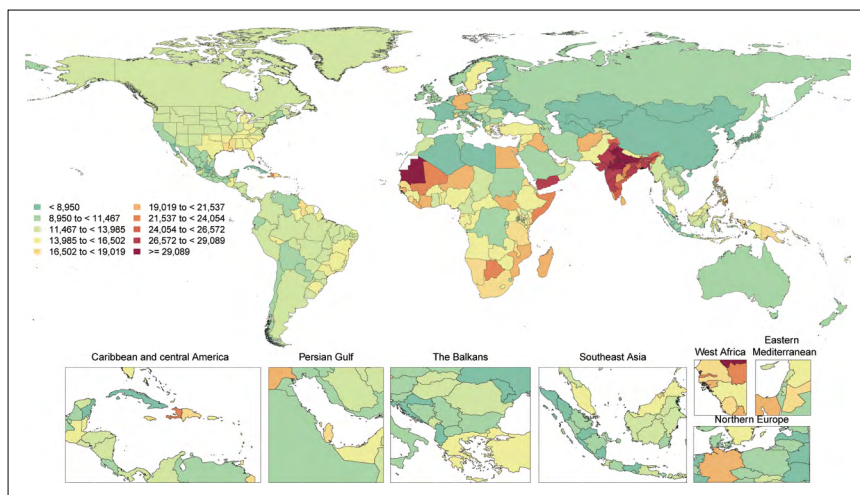 < 8,950
8,950 to < 11,467
11,467 to < 13,985
13,985 to < 16,502
16,502 to < 19,019
19,019 to < 21,537
21,537 to < 24,054
24,054 to < 26,572
26,572 to < 29,089
>= 29,089
Caribbean and central America
Persian Gulf
The Balkans
Southeast Asia
West Africa
Eastern
Mediterranean
Northern Europe